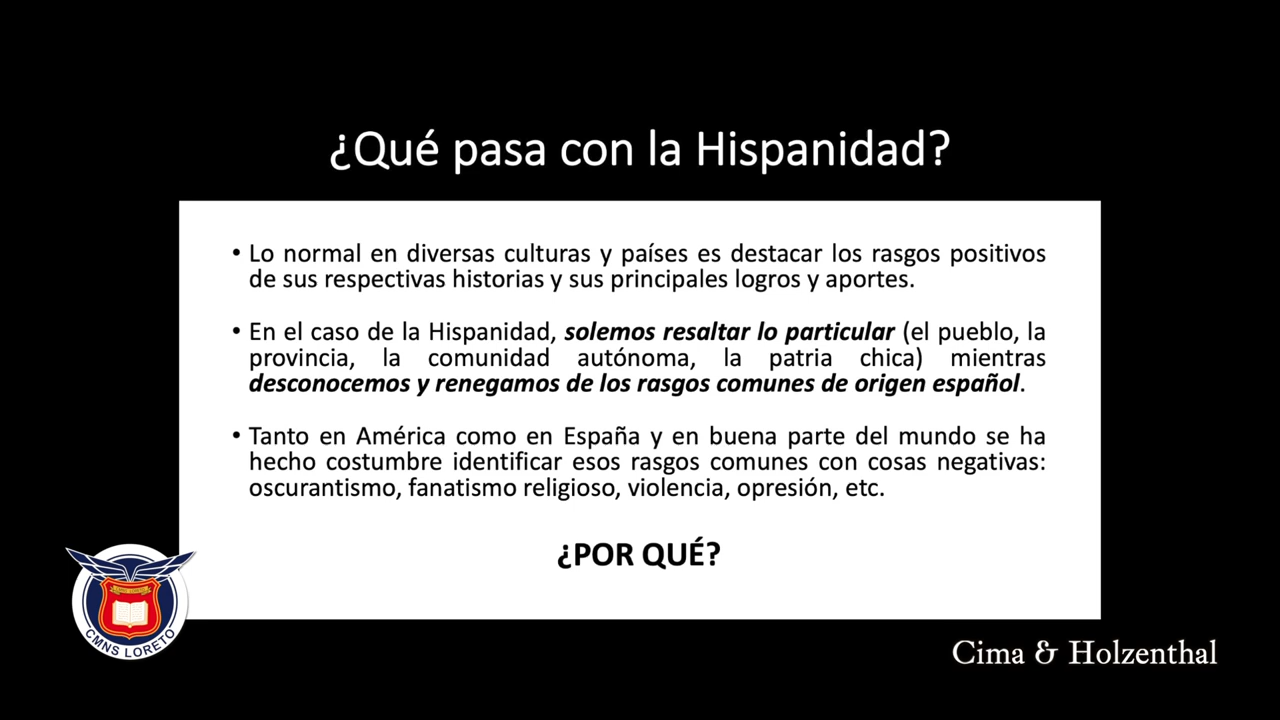 ¿Qué pasa con la Hispanidad?
• Lo normal en diversas culturas y países es destacar los rasgos positivos
de sus respectivas historias y sus principales logros y aportes.
• En el caso de la Hispanidad, solemos resaltar lo particular (el pueblo, la
provincia, la comunidad autónoma, la patria chica) mientras
desconocemos y renegamos de los rasgos comunes de origen español.
• Tanto en América como en España y en buena parte del mundo se ha
hecho costumbre identificar esos rasgos comunes con cosas negativas:
oscurantismo, fanatismo religioso, violencia, opresión, etc.
¿POR QUÉ?
CMNS LORETO
Cima & Holzenthal